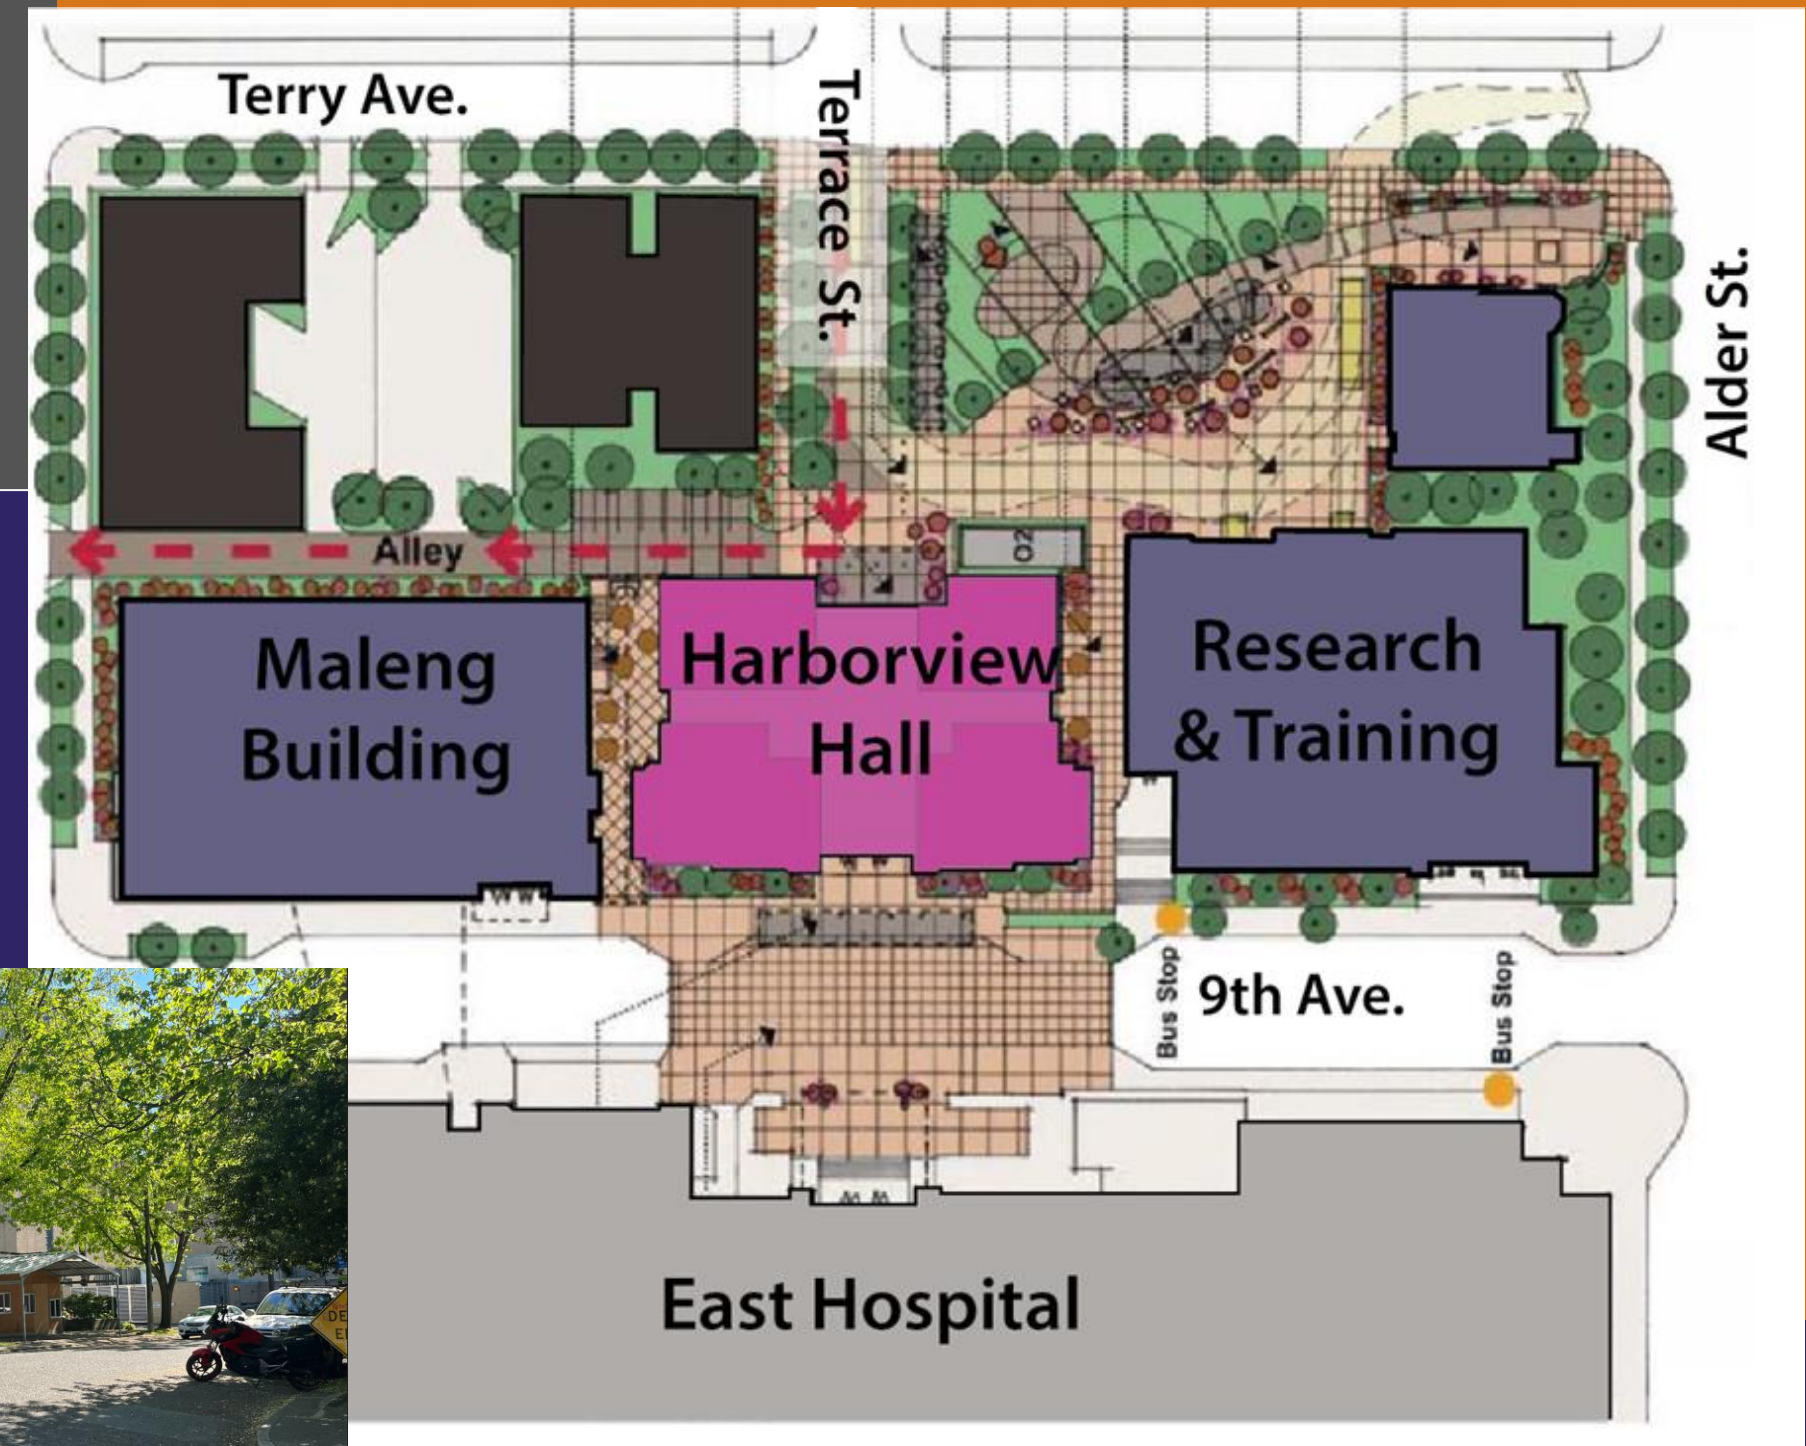 Terry Ave.
Terrace St.
Alder St.
Alley
O2
Maleng
Building
Harborview
Hall
Research
& Training
Bus Stop
9th Ave.
Bus Stop
East Hospital